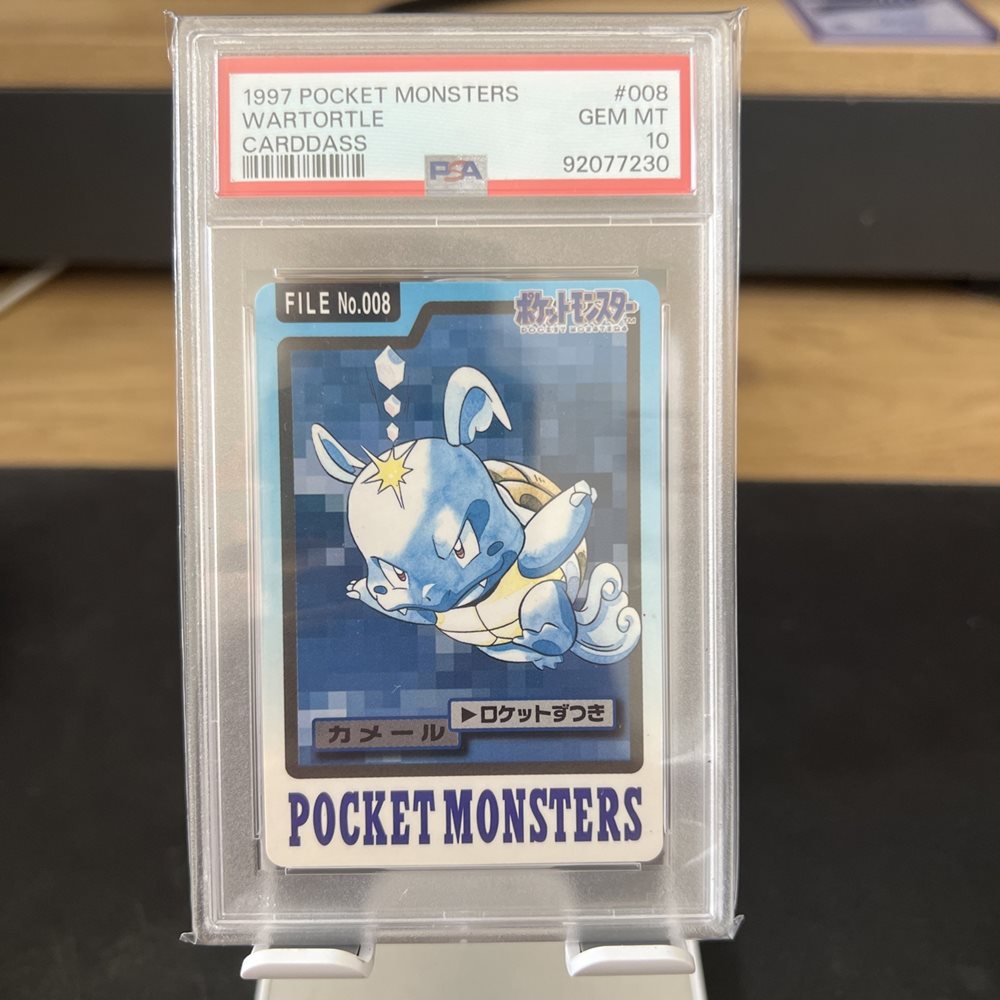 1997 POCKET MONSTERS #008
WARTORTLE GEM MT
CARDDASS 10
PSA 92077230
FILE No.008
ポケットモンスター
POCKET MONSTERS
▶ロケットずつき
カメール
POCKET MONSTERS